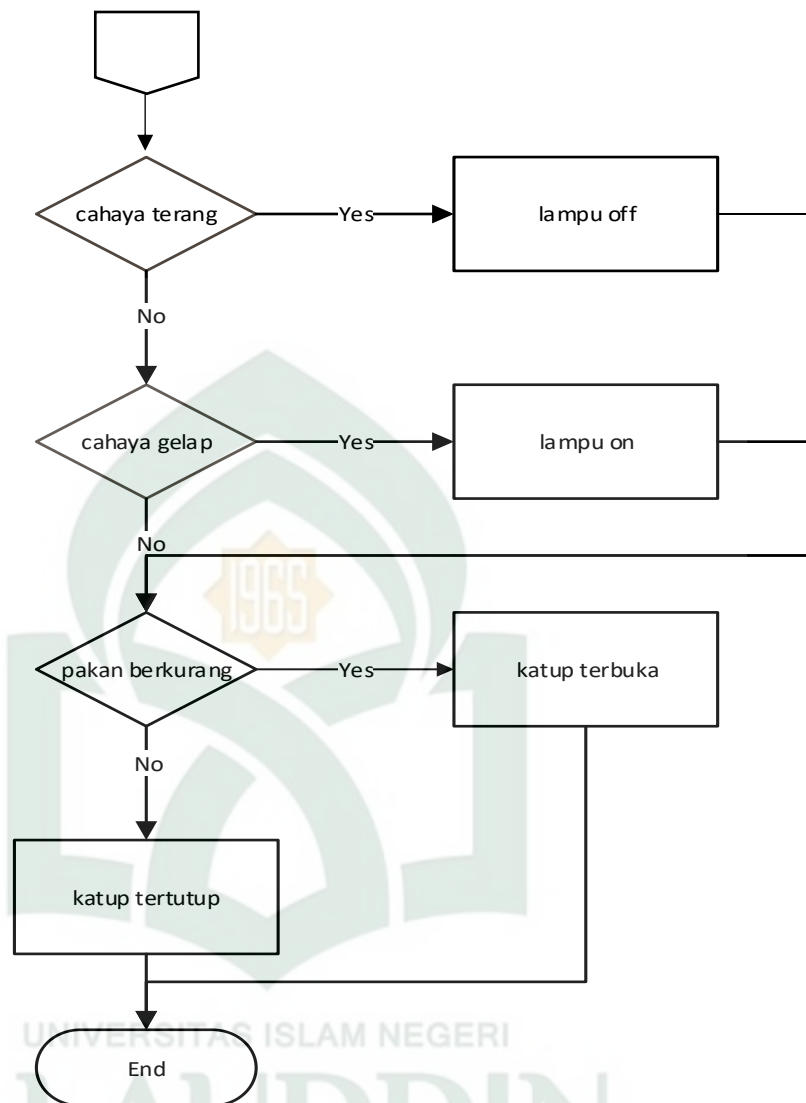 cahaya terang
Yes
lampu off
No
cahaya gelap
Yes
lampu on
No
1965
pakan berkurang
Yes
katup terbuka
No
katup tertutup
UNIVERSITAS ISLAM NEGERI
End